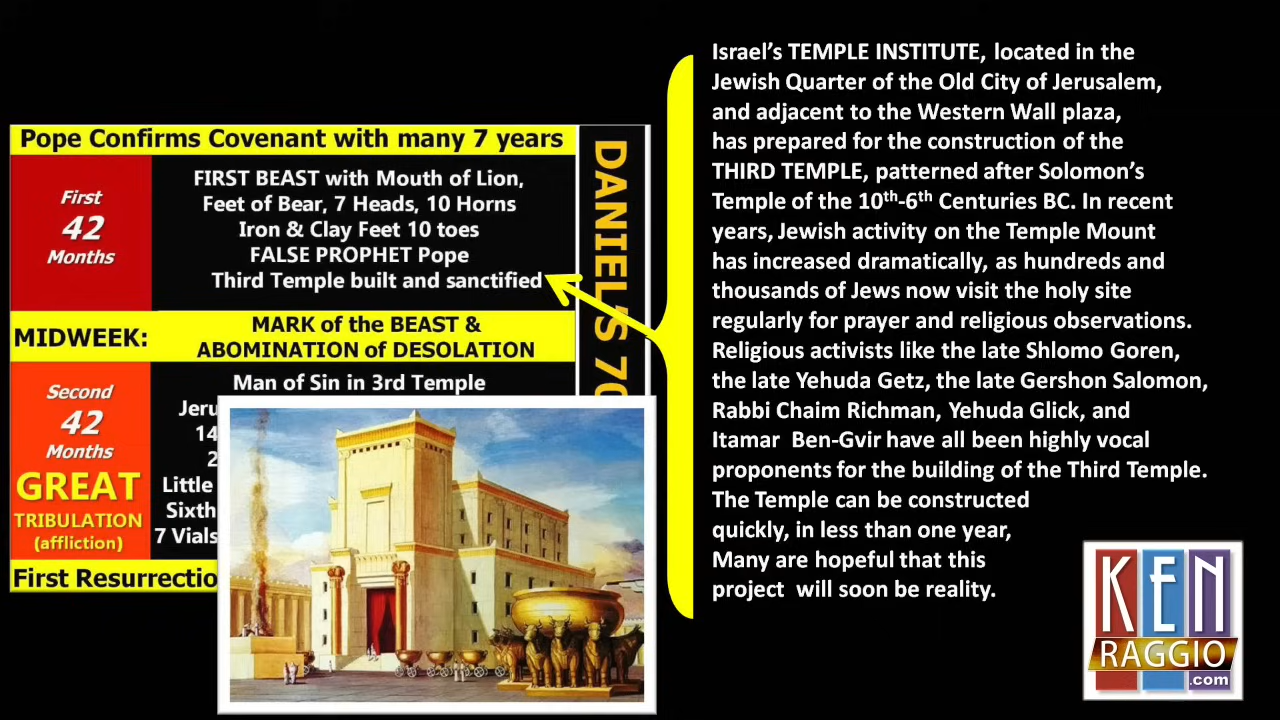 Pope Confirms Covenant with many 7 years
First
42
Months
FIRST BEAST with Mouth of Lion,
Feet of Bear, 7 Heads, 10 Horns
Iron & Clay Feet 10 toes
FALSE PROPHET Pope
Third Temple built and sanctified
MIDWEEK:
MARK of the BEAST &
ABOMINATION of DESOLATION
Second
42
Months
GREAT
TRIBULATION
(affliction)
Man of Sin in 3rd Temple
Jeru
14
2
Little
Sixth
7 Vials
First Resurrectio
DANIEL'S 70
Israel's TEMPLE INSTITUTE, located in the
Jewish Quarter of the Old City of Jerusalem,
and adjacent to the Western Wall plaza,
has prepared for the construction of the
THIRD TEMPLE, patterned after Solomon's
Temple of the 10th-6th Centuries BC. In recent
years, Jewish activity on the Temple Mount
has increased dramatically, as hundreds and
thousands of Jews now visit the holy site
regularly for prayer and religious observations.
Religious activists like the late Shlomo Goren,
the late Yehuda Getz, the late Gershon Salomon,
Rabbi Chaim Richman, Yehuda Glick, and
Itamar Ben-Gvir have all been highly vocal
proponents for the building of the Third Temple.
The Temple can be constructed
quickly, in less than one year,
Many are hopeful that this
project will soon be reality.
KEN
RAGGIO
.com